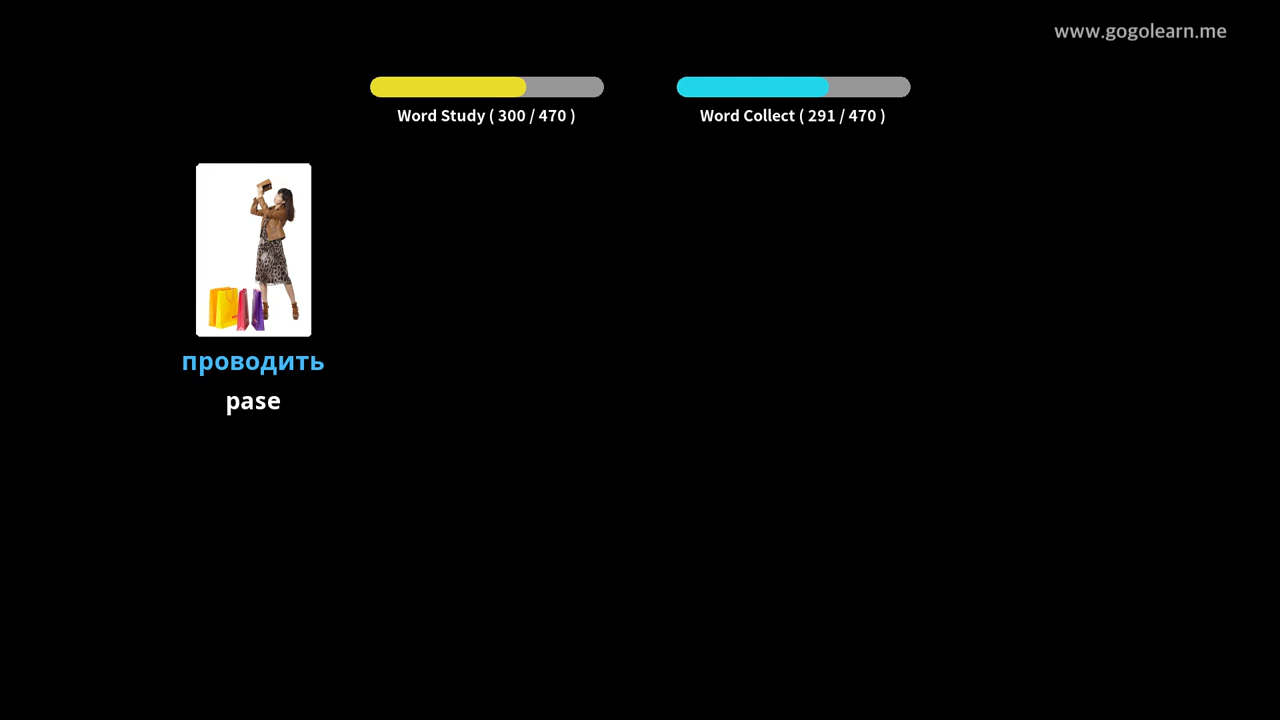 www.gogolearn.me
Word Study ( 300 / 470 )
Word Collect ( 291 / 470 )
проводить
pase